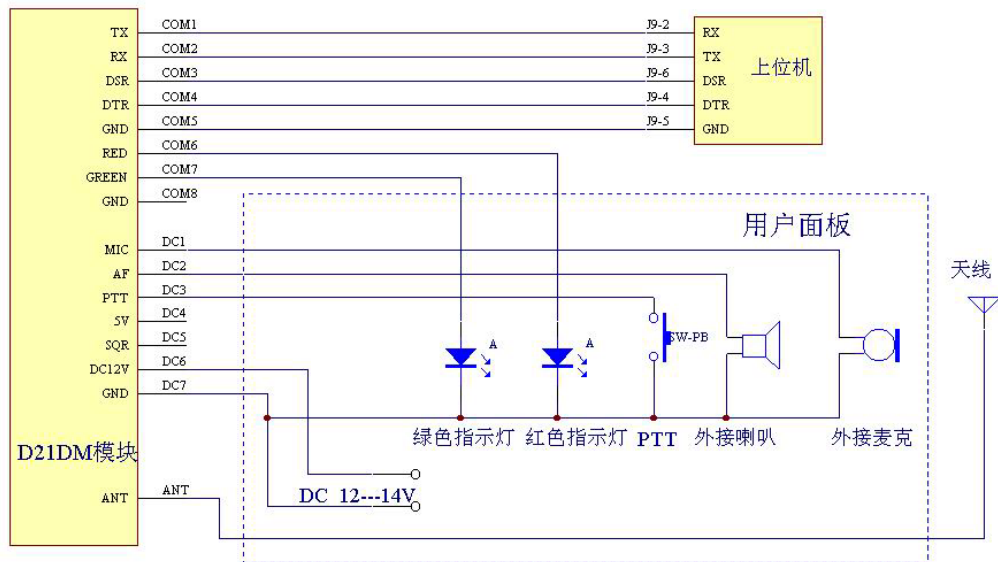 TX COM1 J9-2 RX
RX COM2 J9-3 TX
DSR COM3 J9-6 DSR
DTR COM4 J9-4 DTR
GND COM5 J9-5 GND
上位机
RED COM6
GREEN COM7
GND COM8
用户面板
MIC DC1
AF DC2
天线
PTT DC3
5V DC4
SW-PB
SQR DC5
A A
DC12V DC6
GND DC7
绿色指示灯 红色指示灯 PTT 外接喇叭 外接麦克
D21DM模块
DC 12---14V
ANT ANT